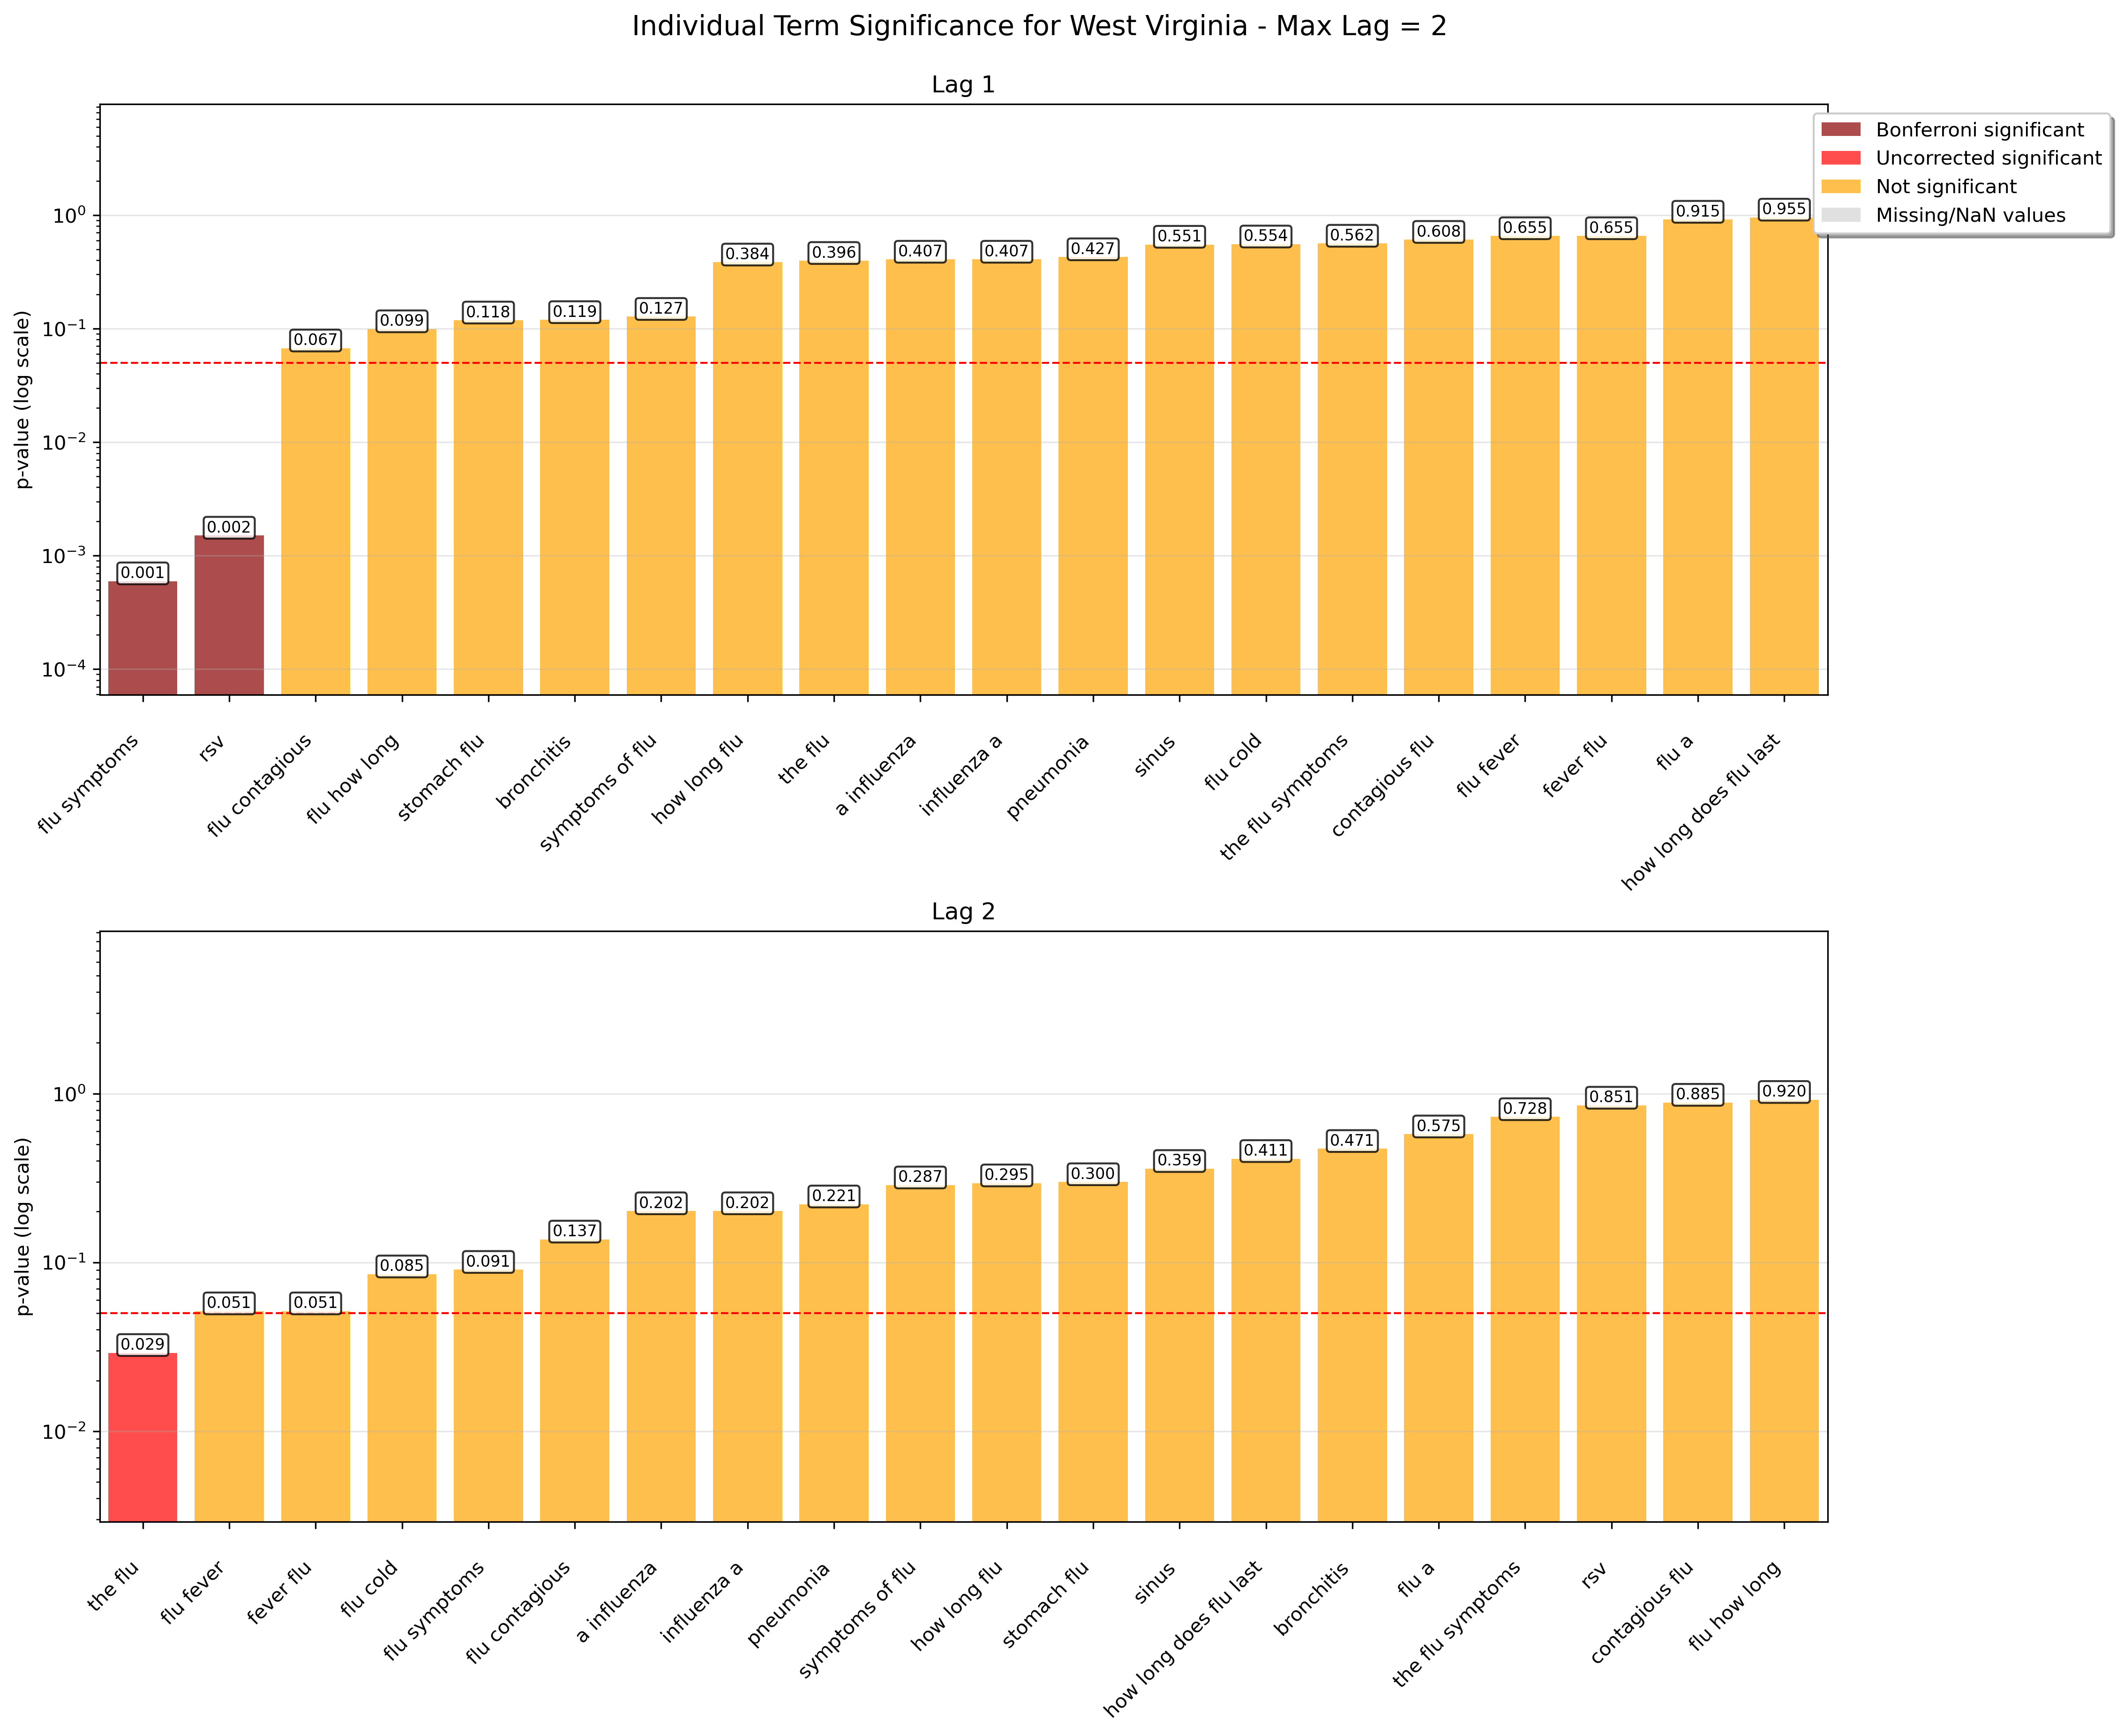 Individual Term Significance for West Virginia - Max Lag = 2
Lag 1
Bonferroni significant
Uncorrected significant
Not significant
Missing/NaN values
p-value (log scale)
10⁰
10⁻¹
10⁻²
10⁻³
10⁻⁴
0.001
0.002
0.067
0.099
0.118
0.119
0.127
0.384
0.396
0.407
0.407
0.427
0.551
0.554
0.562
0.608
0.655
0.655
0.915
0.955
flu symptoms
rsv
flu contagious
flu how long
stomach flu
bronchitis
symptoms of flu
how long flu
the flu
a influenza
influenza a
pneumonia
sinus
flu cold
the flu symptoms
contagious flu
flu fever
fever flu
flu a
how long does flu last
Lag 2
p-value (log scale)
10⁰
10⁻¹
10⁻²
0.029
0.051
0.051
0.085
0.091
0.137
0.202
0.202
0.221
0.287
0.295
0.300
0.359
0.411
0.471
0.575
0.728
0.851
0.885
0.920
the flu
flu fever
fever flu
flu cold
flu symptoms
flu contagious
a influenza
influenza a
pneumonia
symptoms of flu
how long flu
stomach flu
sinus
how long does flu last
bronchitis
flu a
the flu symptoms
rsv
contagious flu
flu how long